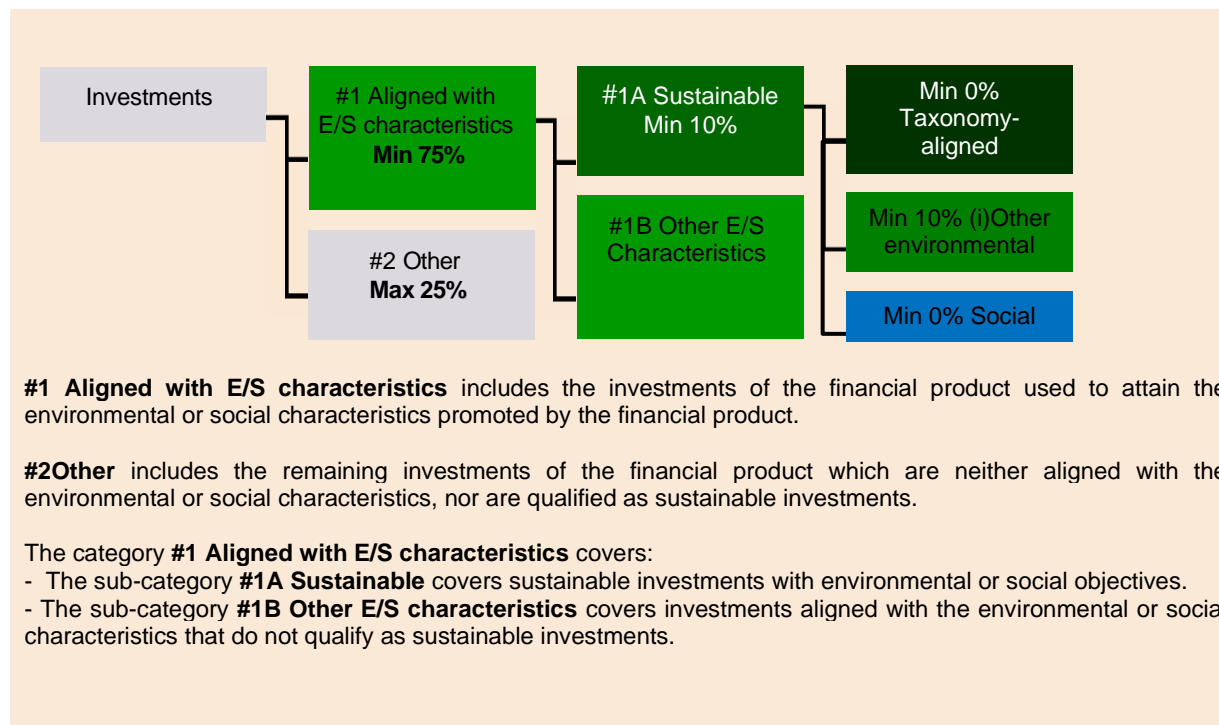 Investments
#1 Aligned with
E/S characteristics
Min 75%
#2 Other
Max 25%
#1A Sustainable
Min 10%
#1B Other E/S
Characteristics
Min 0%
Taxonomy-
aligned
Min 10% (i)Other
environmental
Min 0% Social
#1 Aligned with E/S characteristics includes the investments of the financial product used to attain the
environmental or social characteristics promoted by the financial product.
#2Other includes the remaining investments of the financial product which are neither aligned with the
environmental or social characteristics, nor are qualified as sustainable investments.
The category #1 Aligned with E/S characteristics covers:
- The sub-category #1A Sustainable covers sustainable investments with environmental or social objectives.
- The sub-category #1B Other E/S characteristics covers investments aligned with the environmental or social
characteristics that do not qualify as sustainable investments.